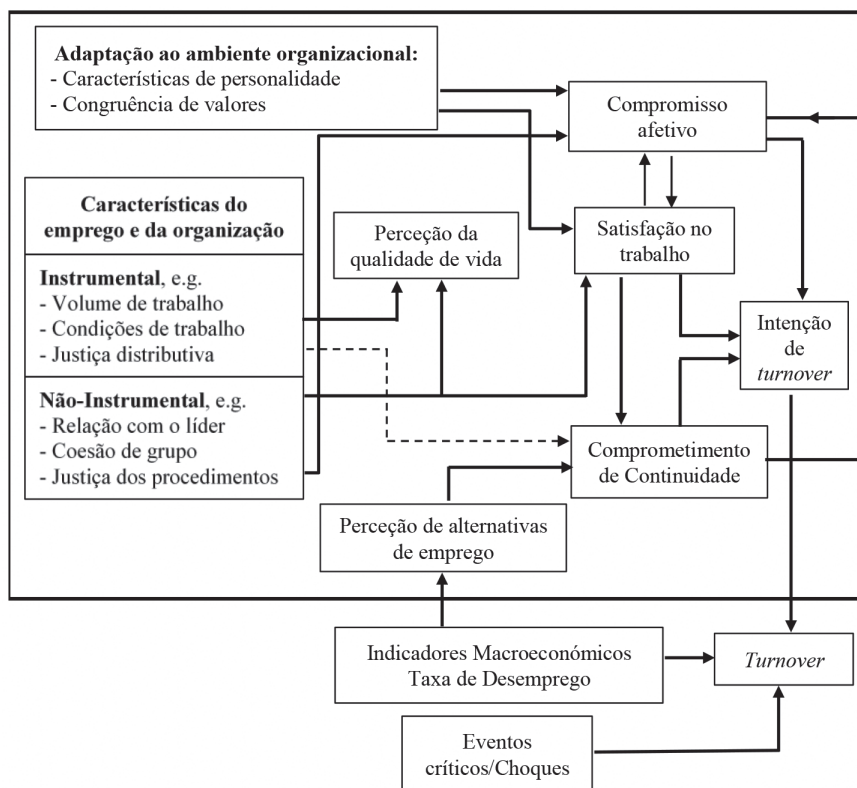 Adaptação ao ambiente organizacional:
- Características de personalidade
- Congruência de valores
Compromisso
afetivo
Características do
emprego e da organização
Instrumental, e.g.
- Volume de trabalho
- Condições de trabalho
- Justiça distributiva
Não-Instrumental, e.g.
- Relação com o líder
- Coesão de grupo
- Justiça dos procedimentos
Perceção da
qualidade de vida
Satisfação no
trabalho
Intenção
de
turnover
Comprometimento
de Continuidade
Perceção de alternativas
de emprego
Indicadores Macroeconómicos
Taxa de Desemprego
Turnover
Eventos
críticos/Choques